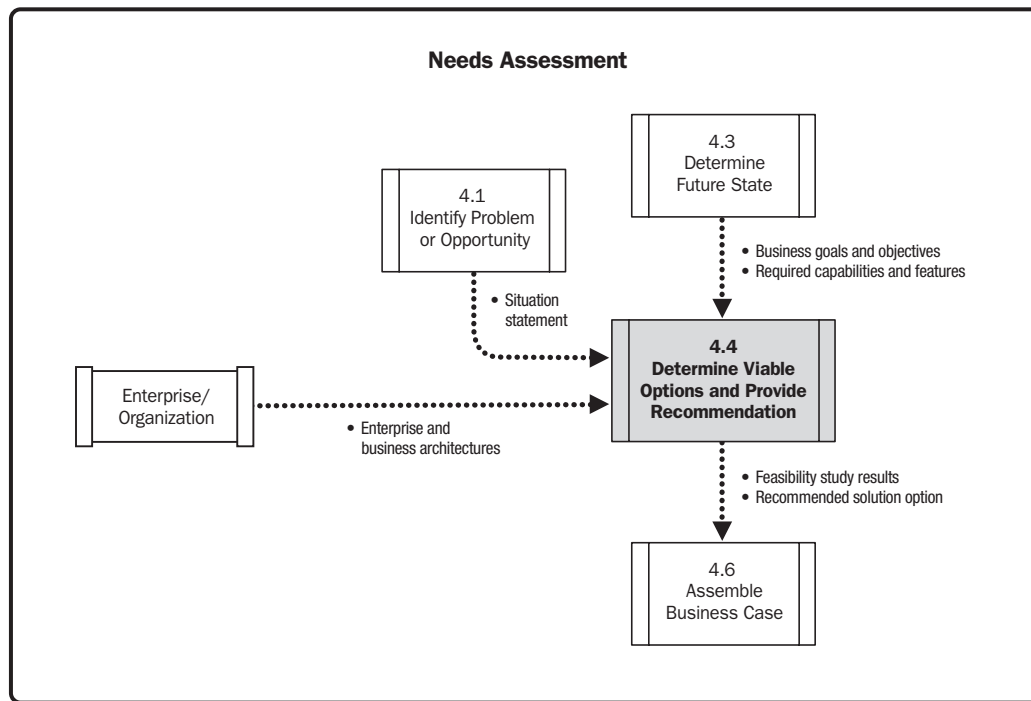 Needs Assessment
4.3
Determine
Future State
4.1
Identify Problem
or Opportunity
• Business goals and objectives
• Required capabilities and features
• Situation
statement
4.4
Determine Viable
Options and Provide
Recommendation
Enterprise/
Organization
• Enterprise and
business architectures
• Feasibility study results
• Recommended solution option
4.6
Assemble
Business Case